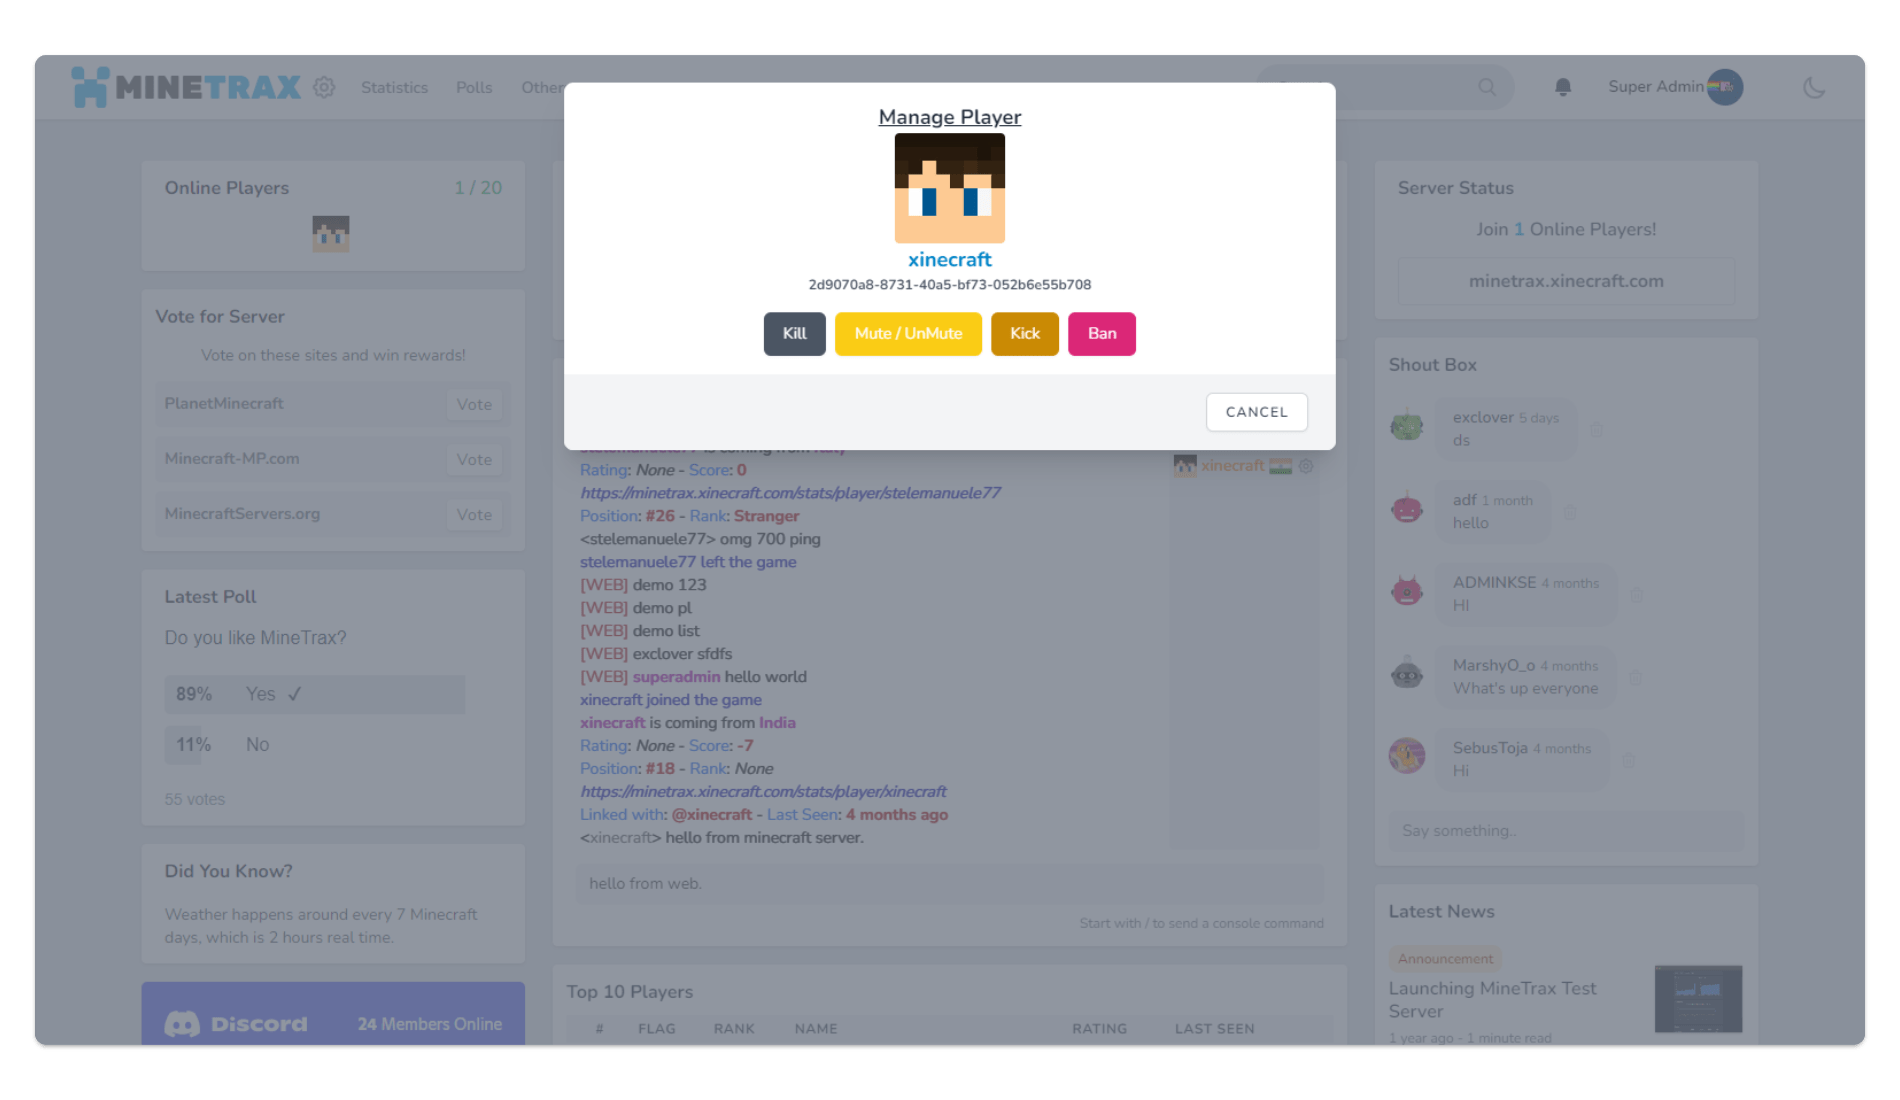 MINETRAX
Statistics
Polls
Other
Super Admin
Manage Player
xinecraft
2d9070a8-8731-40a5-bf73-052b6e55b708
Kill
Mute / UnMute
Kick
Ban
CANCEL
Online Players
1 / 20
Vote for Server
Vote on these sites and win rewards!
PlanetMinecraft
Vote
Minecraft-MP.com
Vote
MinecraftServers.org
Vote
Latest Poll
Do you like MineTrax?
89% Yes ✓
11% No
55 votes
Did You Know?
Weather happens around every 7 Minecraft
days, which is 2 hours real time.
Discord
24 Members Online
Rating: None - Score: 0
https://minetrax.xinecraft.com/stats/player/stelemanuele77
Position: #26 - Rank: Stranger
<stelemanuele77> omg 700 ping
stelemanuele77 left the game
[WEB] demo 123
[WEB] demo pl
[WEB] demo list
[WEB] exclover sfdfs
[WEB] superadmin hello world
xinecraft joined the game
xinecraft is coming from India
Rating: None - Score: -7
Position: #18 - Rank: None
https://minetrax.xinecraft.com/stats/player/xinecraft
Linked with: @xinecraft - Last Seen: 4 months ago
<xinecraft> hello from minecraft server.
xinecraft
hello from web.
Start with / to send a console command
Top 10 Players
# FLAG RANK NAME RATING LAST SEEN
Server Status
Join 1 Online Players!
minetrax.xinecraft.com
Shout Box
exclover 5 days
ds
adf 1 month
hello
ADMINKSE 4 months
HI
MarshyO_o 4 months
What's up everyone
SebusToja 4 months
Hi
Say something..
Latest News
Announcement
Launching MineTrax Test
Server
1 year ago - 1 minute read